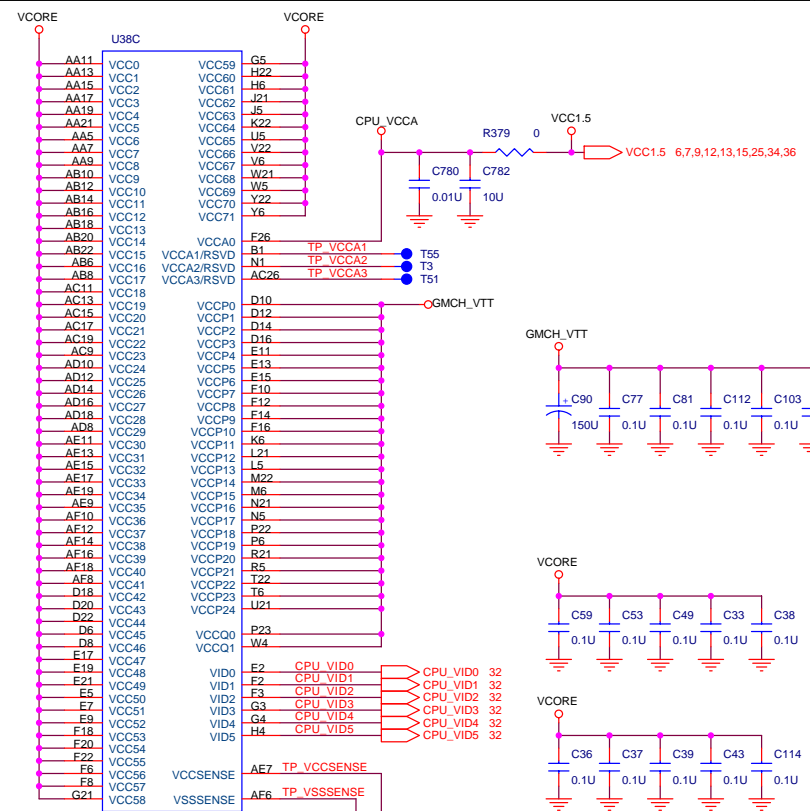 VCORE VCORE
U38C
AA11 VCC0 VCC59 G5
AA13 VCC1 VCC60 H22
AA15 VCC2 VCC61 H6
AA17 VCC3 VCC62 J21
AA19 VCC4 VCC63 J5
AA21 VCC5 VCC64 K22
AA5 VCC6 VCC65 U5
AA7 VCC7 VCC66 V22
AA9 VCC8 VCC67 V6
AB10 VCC9 VCC68 W21
AB12 VCC10 VCC69 W5
AB14 VCC11 VCC70 Y22
AB16 VCC12 VCC71 Y6
AB18 VCC13
AB20 VCC14 VCCA0 F26
AB22 VCC15 VCCA1/RSVD B1 TP_VCCA1 T55
AB6 VCC16 VCCA2/RSVD N1 TP_VCCA2 T3
AB8 VCC17 VCCA3/RSVD AC26 TP_VCCA3 T51
AC11 VCC18
AC13 VCC19 VCCP0 D10 GMCH_VTT
AC15 VCC20 VCCP1 D12
AC17 VCC21 VCCP2 D14
AC19 VCC22 VCCP3 D16
AC9 VCC23 VCCP4 E11
AD10 VCC24 VCCP5 E13
AD12 VCC25 VCCP6 E15
AD14 VCC26 VCCP7 F10
AD16 VCC27 VCCP8 F12
AD18 VCC28 VCCP9 F14
AD8 VCC29 VCCP10 F16
AE11 VCC30 VCCP11 K6
AE13 VCC31 VCCP12 L21
AE15 VCC32 VCCP13 L5
AE17 VCC33 VCCP14 M22
AE19 VCC34 VCCP15 M6
AE9 VCC35 VCCP16 N21
AF10 VCC36 VCCP17 N5
AF12 VCC37 VCCP18 P22
AF14 VCC38 VCCP19 P6
AF16 VCC39 VCCP20 R21
AF18 VCC40 VCCP21 R5
AF8 VCC41 VCCP22 T22
D18 VCC42 VCCP23 T6
D20 VCC43 VCCP24 U21
D22 VCC44
D6 VCC45 VCCQ0 P23
D8 VCC46 VCCQ1 W4
E17 VCC47
E19 VCC48 VID0 E2 CPU_VID0 CPU_VID0 32
E21 VCC49 VID1 F2 CPU_VID1 CPU_VID1 32
E5 VCC50 VID2 F3 CPU_VID2 CPU_VID2 32
E7 VCC51 VID3 G3 CPU_VID3 CPU_VID3 32
E9 VCC52 VID4 G4 CPU_VID4 CPU_VID4 32
F18 VCC53 VID5 H4 CPU_VID5 CPU_VID5 32
F20 VCC54
F22 VCC55
F6 VCC56 VCCSENSE AE7 TP_VCCSENSE
F8 VCC57
G21 VCC58 VSSSENSE AF6 TP_VSSSENSE
CPU_VCCA
R379 0
VCC1.5
VCC1.5 6,7,9,12,13,15,25,34,36
C780 C782
0.01U 10U
GMCH_VTT
+ C90 C77 C81 C112 C103
150U 0.1U 0.1U 0.1U 0.1U
VCORE
C59 C53 C49 C33 C38
0.1U 0.1U 0.1U 0.1U 0.1U
VCORE
C36 C37 C39 C43 C114
0.1U 0.1U 0.1U 0.1U 0.1U